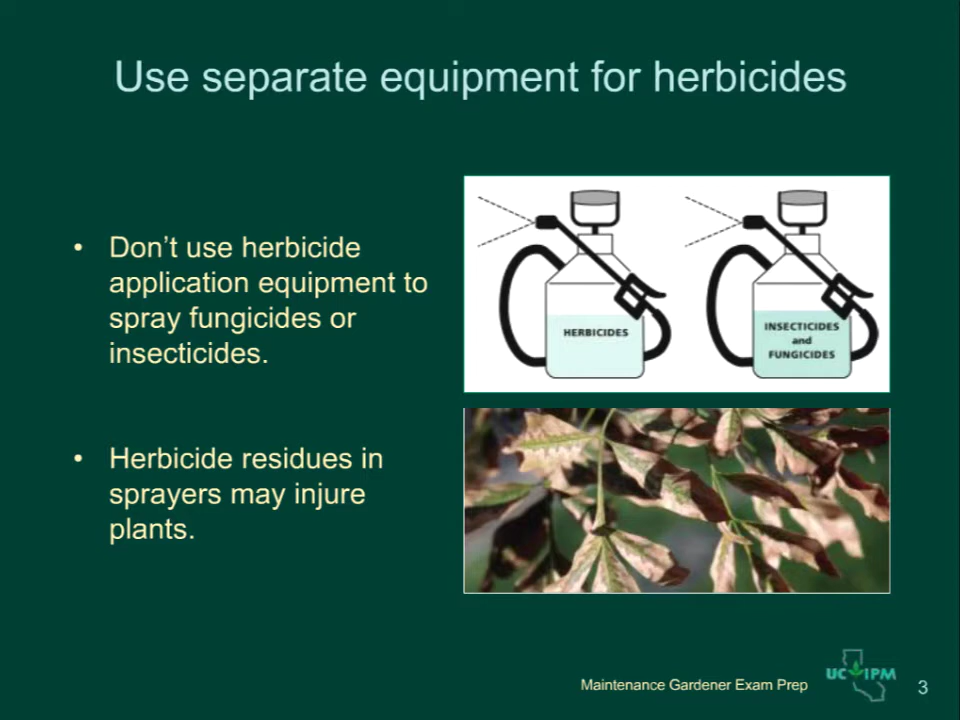 Use separate equipment for herbicides
• Don’t use herbicide
application equipment to
spray fungicides or
insecticides.
HERBICIDES
INSECTICIDES
and
FUNGICIDES
• Herbicide residues in
sprayers may injure
plants.
Maintenance Gardener Exam Prep
UC IPM
3